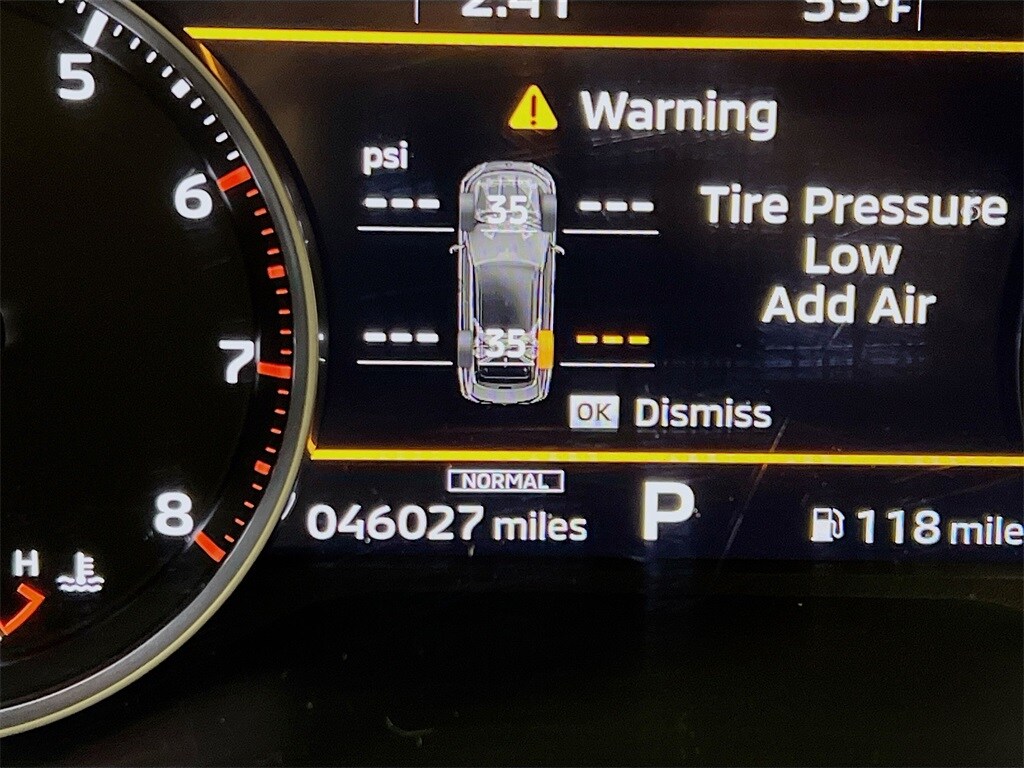 5
6
7
8
H
Warning
psi
--- 35 ---
Tire Pressure
Low
Add Air
--- 35 ---
OK Dismiss
NORMAL
046027 miles P 118 mile